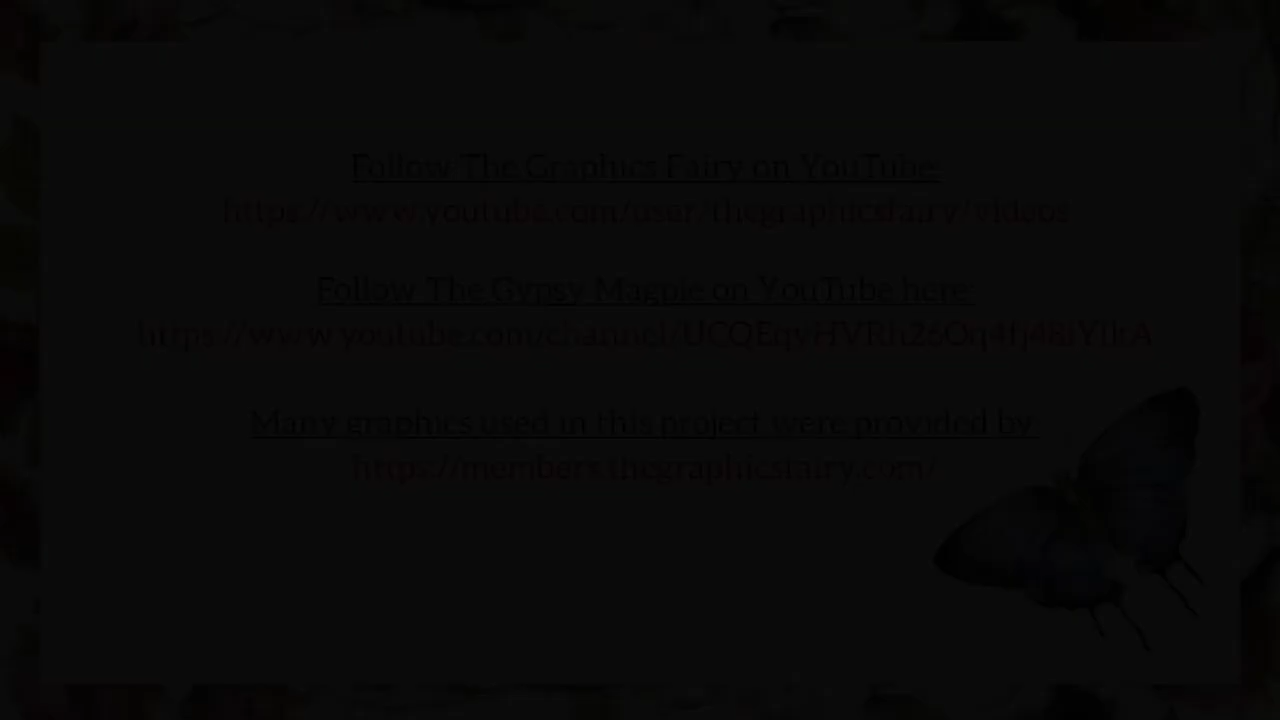 Follow The Graphics Fairy on YouTube:
https://www.youtube.com/user/thegraphicsfairy/videos
Follow The Gypsy Magpie on YouTube here:
Many graphics used in this project were provided by:
https://members.thegraphicsfairy.com/